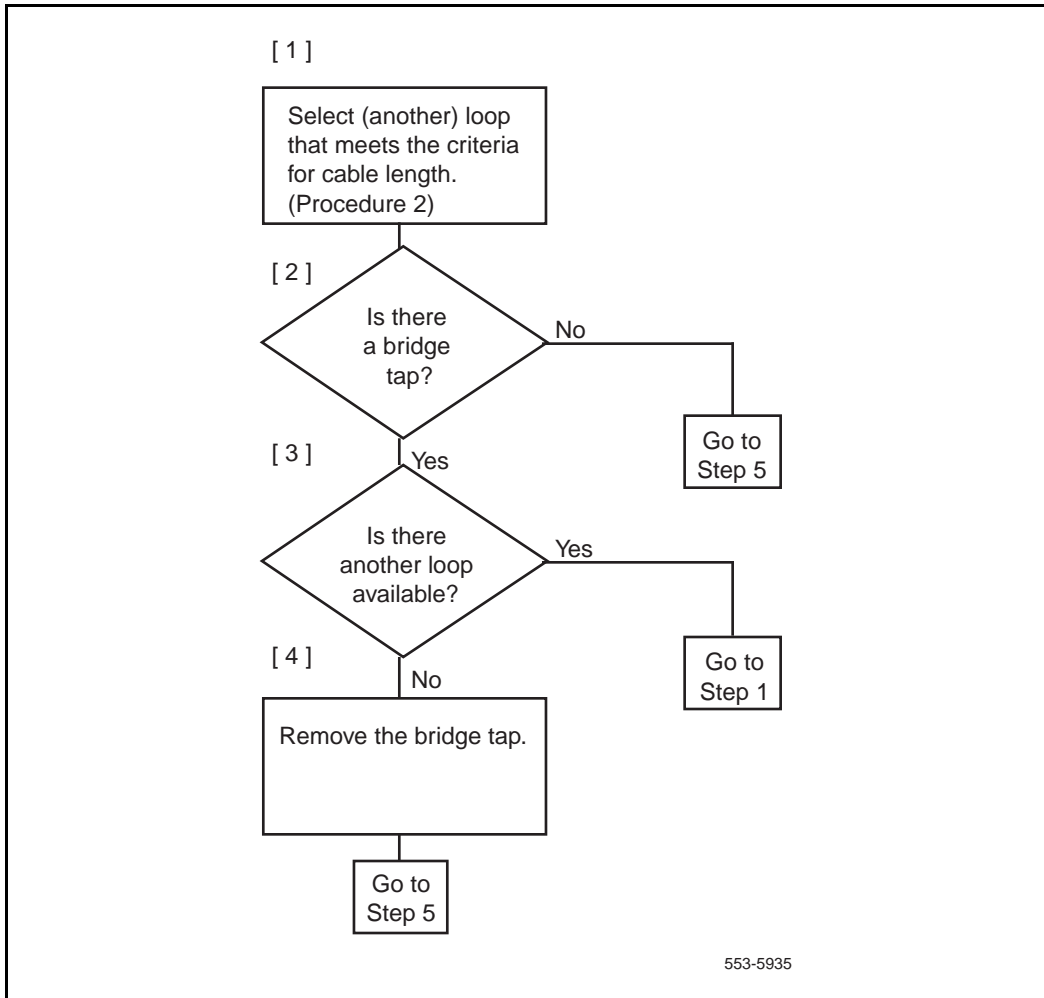 [ 1 ]
Select (another) loop
that meets the criteria
for cable length.
(Procedure 2)
[ 2 ]
Is there
a bridge
tap?
No
Go to
Step 5
[ 3 ]
Yes
Is there
another loop
available?
Yes
Go to
Step 1
[ 4 ]
No
Remove the bridge tap.
Go to
Step 5
553-5935